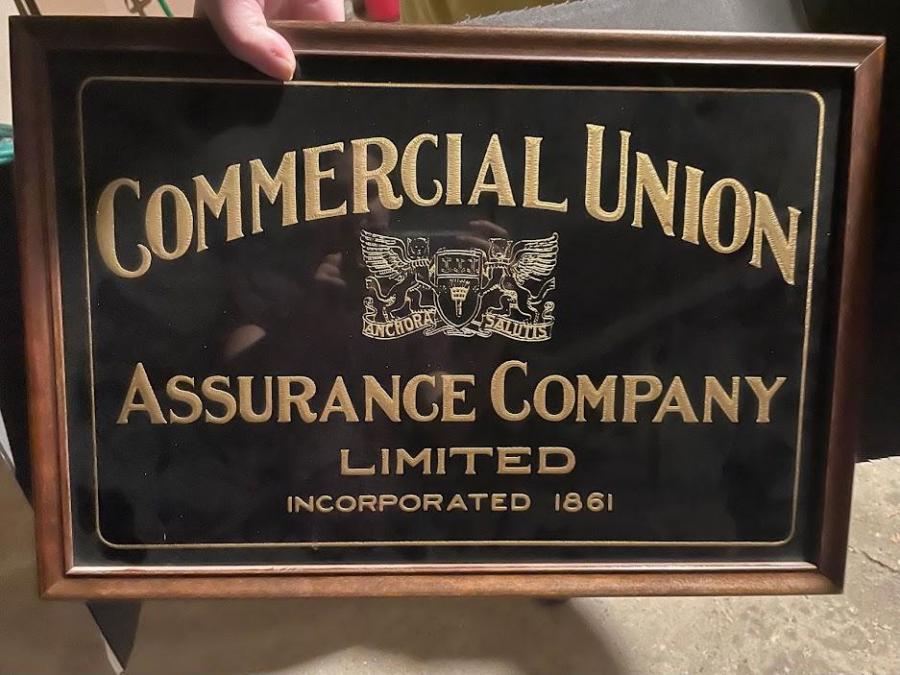 COMMERCIAL UNION
ANCHORA SALUTIS
ASSURANCE COMPANY
LIMITED
INCORPORATED 1861